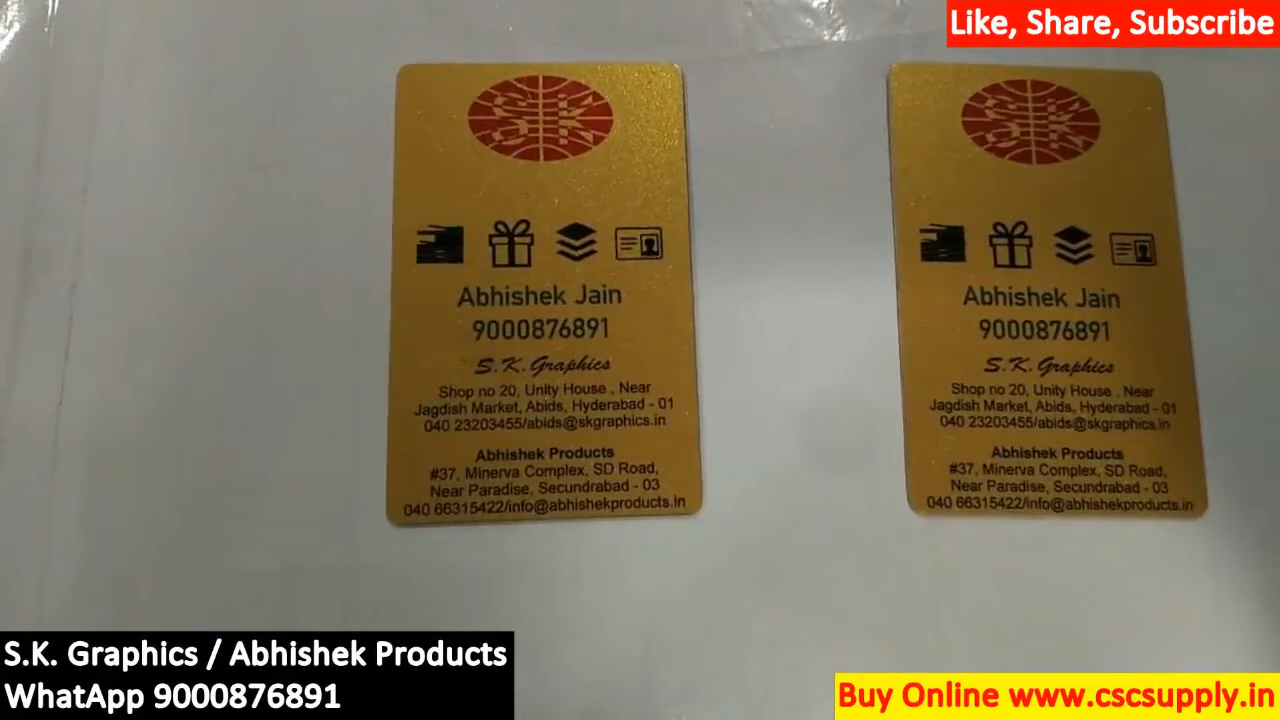 Like, Share, Subscribe
SK
Abhishek Jain
9000876891
S.K. Graphics
Shop no 20, Unity House , Near
Jagdish Market, Abids, Hyderabad - 01
040 23203455/abids@skgraphics.in
Abhishek Products
#37, Minerva Complex, SD Road,
Near Paradise, Secundrabad - 03
040 66315422/info@abhishekproducts.in
SK
Abhishek Jain
9000876891
S.K. Graphics
Shop no 20, Unity House , Near
Jagdish Market, Abids, Hyderabad - 01
040 23203455/abids@skgraphics.in
Abhishek Products
#37, Minerva Complex, SD Road,
Near Paradise, Secundrabad - 03
040 66315422/info@abhishekproducts.in
S.K. Graphics / Abhishek Products
WhatApp 9000876891
Buy Online www.cscsupply.in